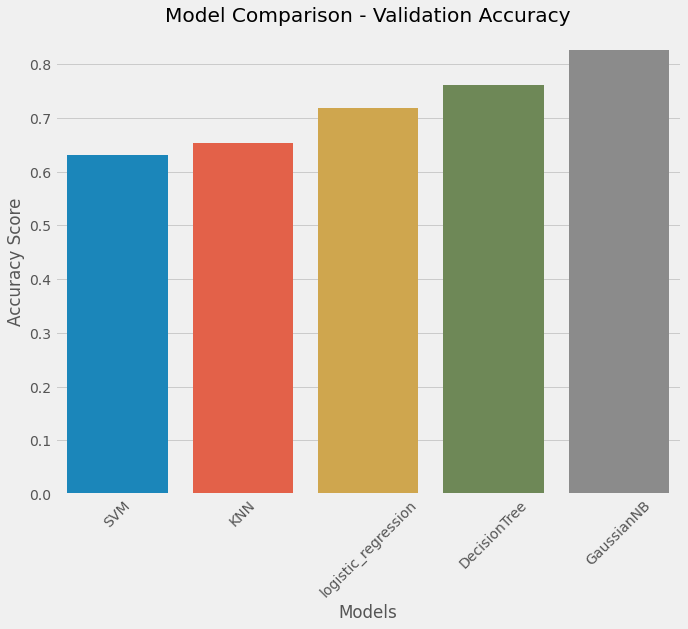 Model Comparison - Validation Accuracy
Accuracy Score
0.8
0.7
0.6
0.5
0.4
0.3
0.2
0.1
0.0
SVM
KNN
logistic_regression
DecisionTree
GaussianNB
Models